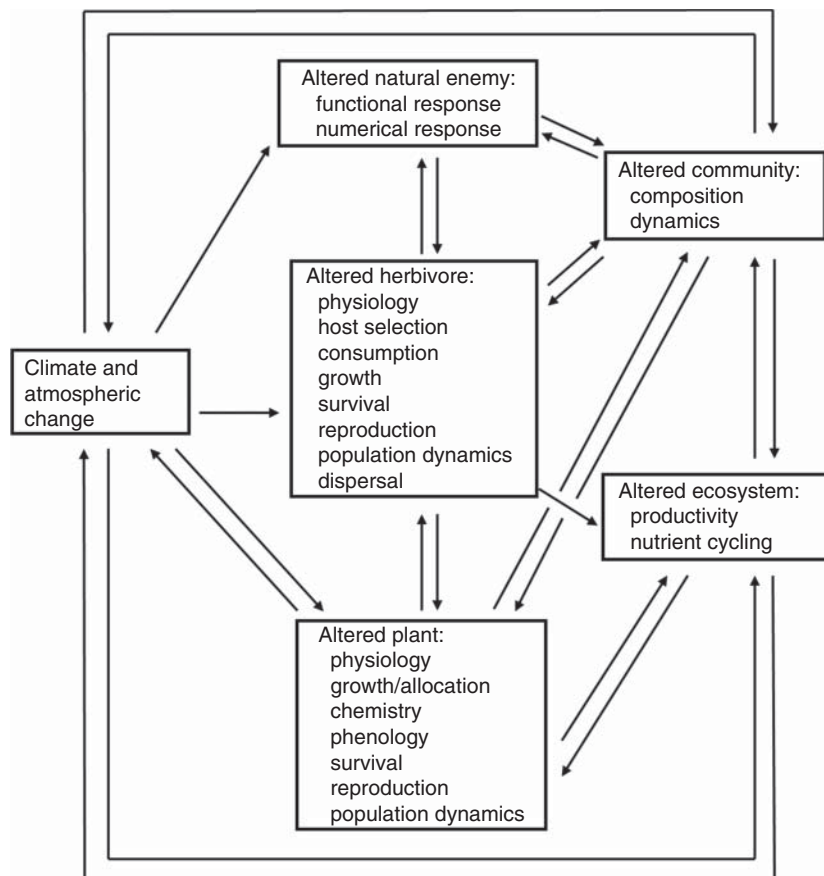 Altered natural enemy:
functional response
numerical response
Altered community:
composition
dynamics
Altered herbivore:
physiology
host selection
consumption
growth
survival
reproduction
population dynamics
dispersal
Climate and
atmospheric
change
Altered ecosystem:
productivity
nutrient cycling
Altered plant:
physiology
growth/allocation
chemistry
phenology
survival
reproduction
population dynamics